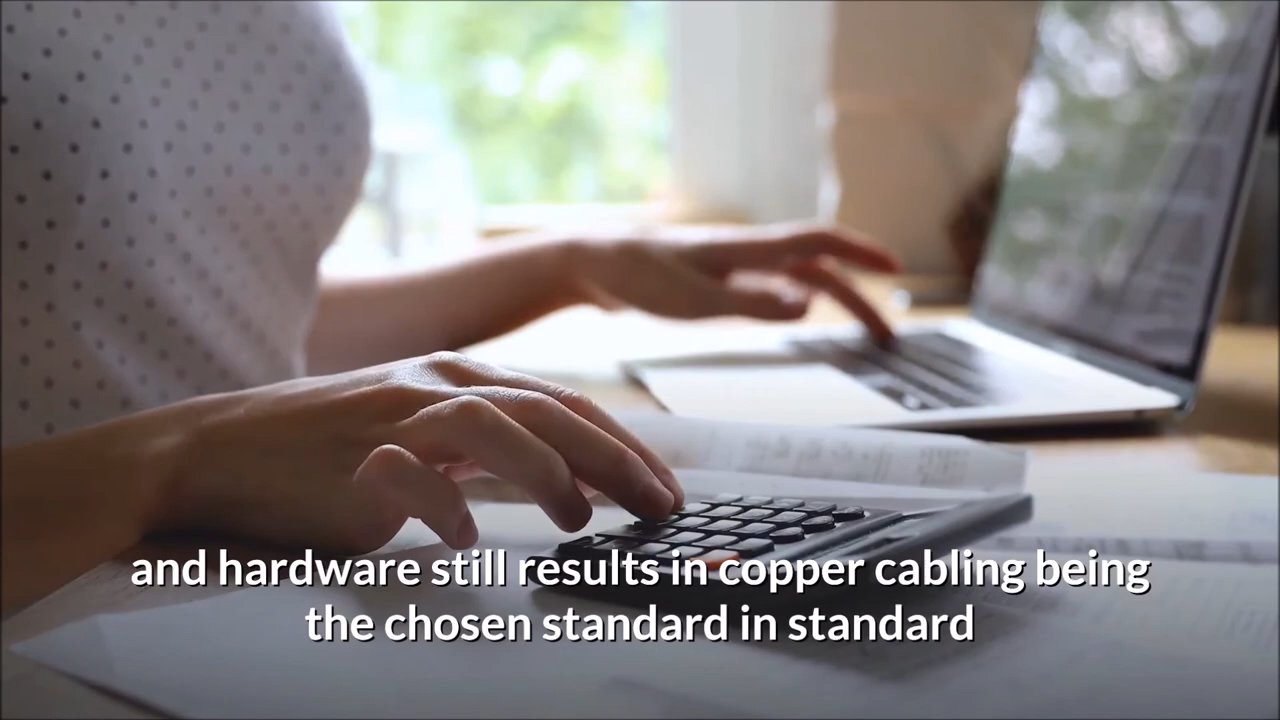 and hardware still results in copper cabling being
the chosen standard in standard